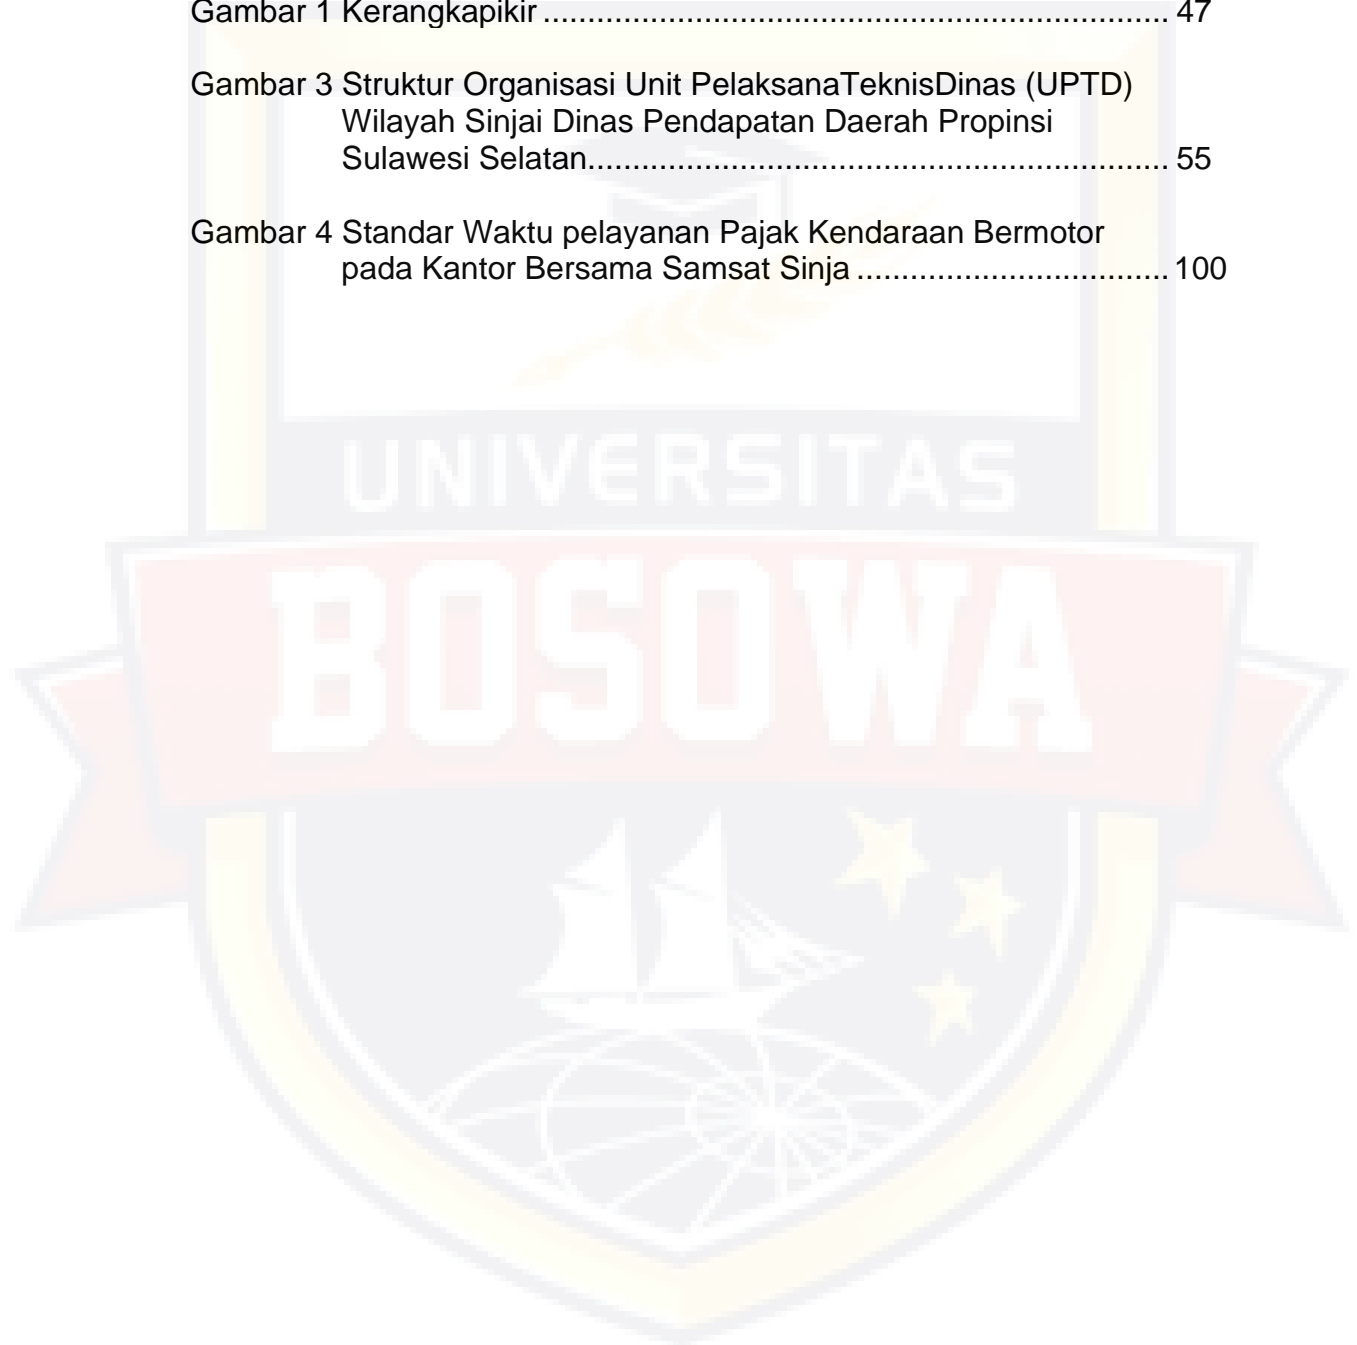 Gambar 1 Kerangkapikir ...................................................................... 47
Gambar 3 Struktur Organisasi Unit PelaksanaTeknisDinas (UPTD)
Wilayah Sinjai Dinas Pendapatan Daerah Propinsi
Sulawesi Selatan................................................................. 55
Gambar 4 Standar Waktu pelayanan Pajak Kendaraan Bermotor
pada Kantor Bersama Samsat Sinja ................................... 100
UNIVERSITAS
BOSOWA